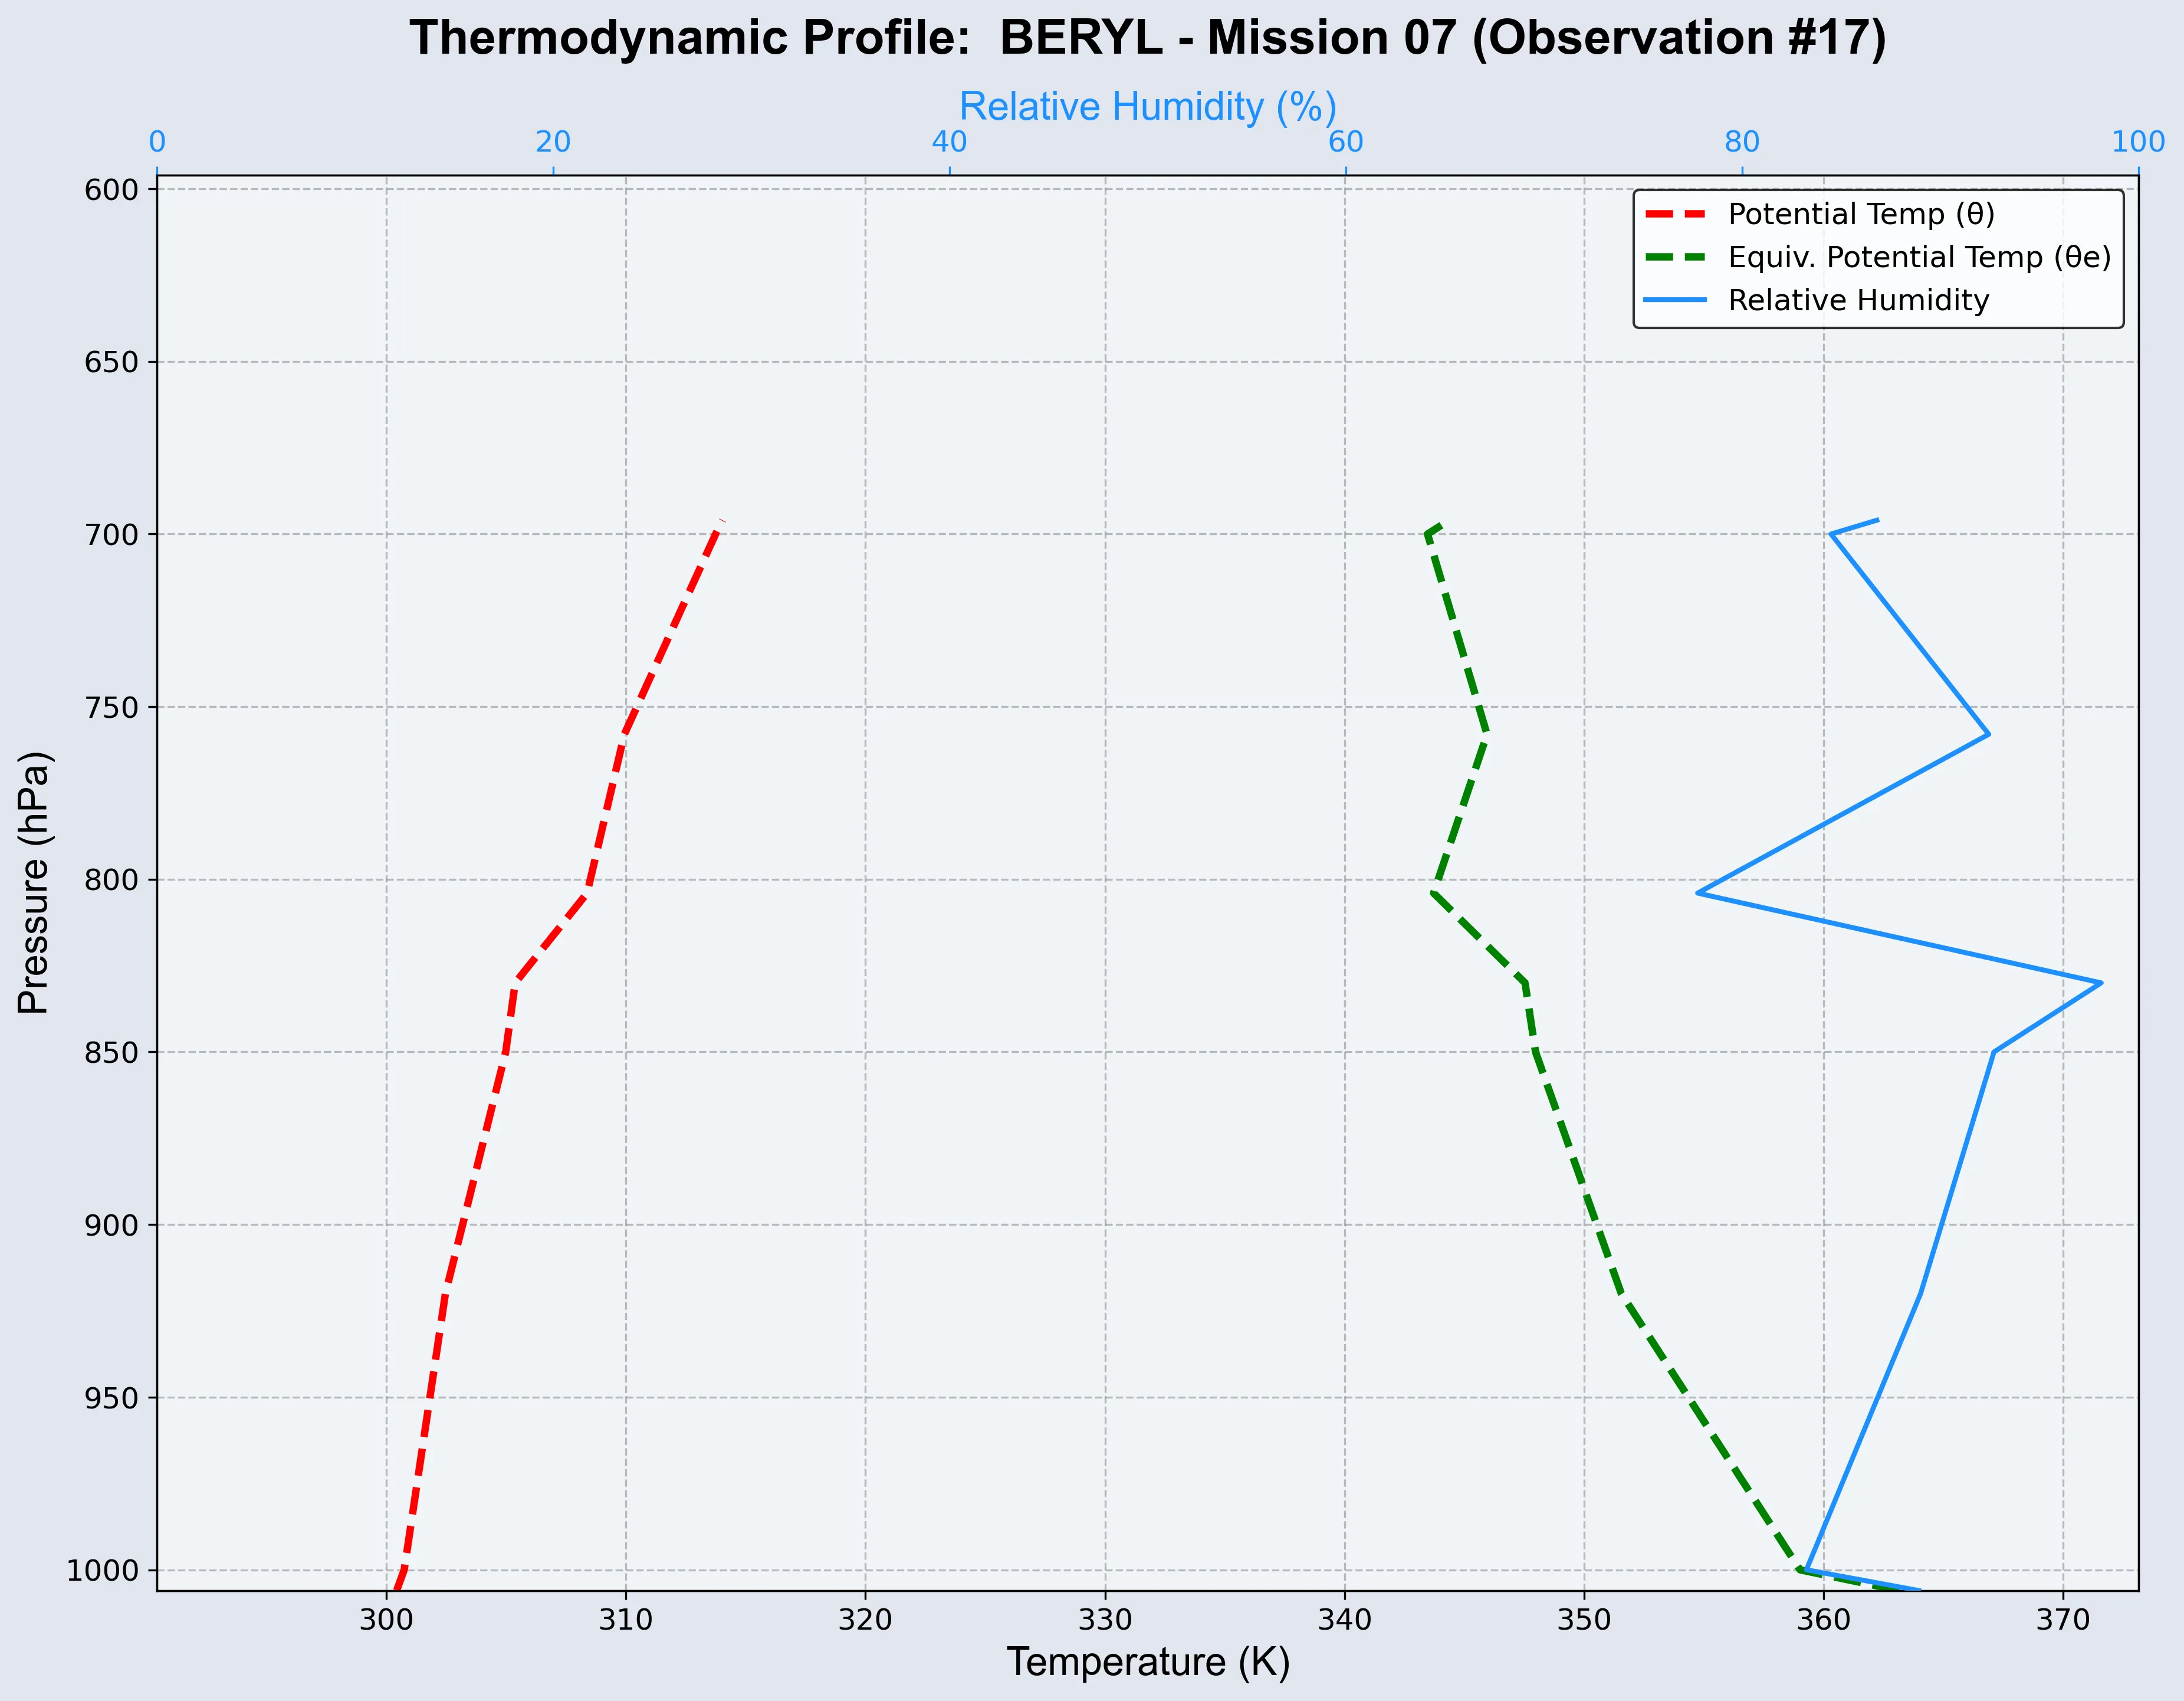 Thermodynamic Profile:  BERYL - Mission 07 (Observation #17)
Relative Humidity (%)
0 20 40 60 80 100
Potential Temp (θ)
Equiv. Potential Temp (θe)
Relative Humidity
Pressure (hPa)
600
650
700
750
800
850
900
950
1000
300 310 320 330 340 350 360 370
Temperature (K)